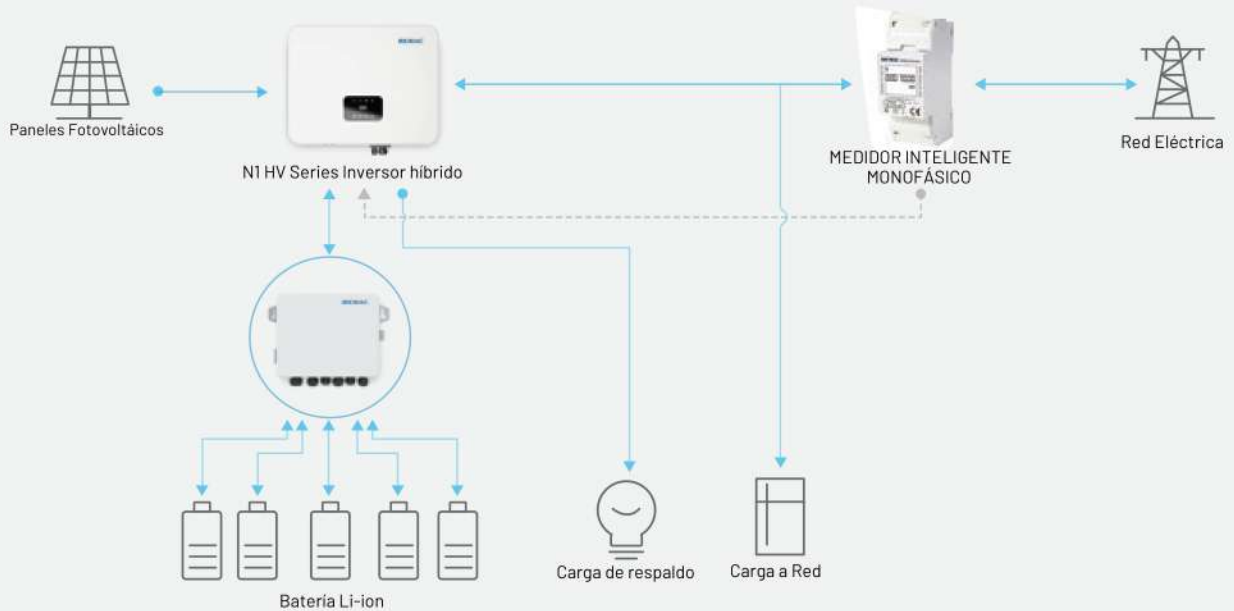 Paneles Fotovoltáicos
N1 HV Series Inversor híbrido
MEDIDOR INTELIGENTE
MONOFÁSICO
Red Eléctrica
Batería Li-ion
Carga de respaldo
Carga a Red